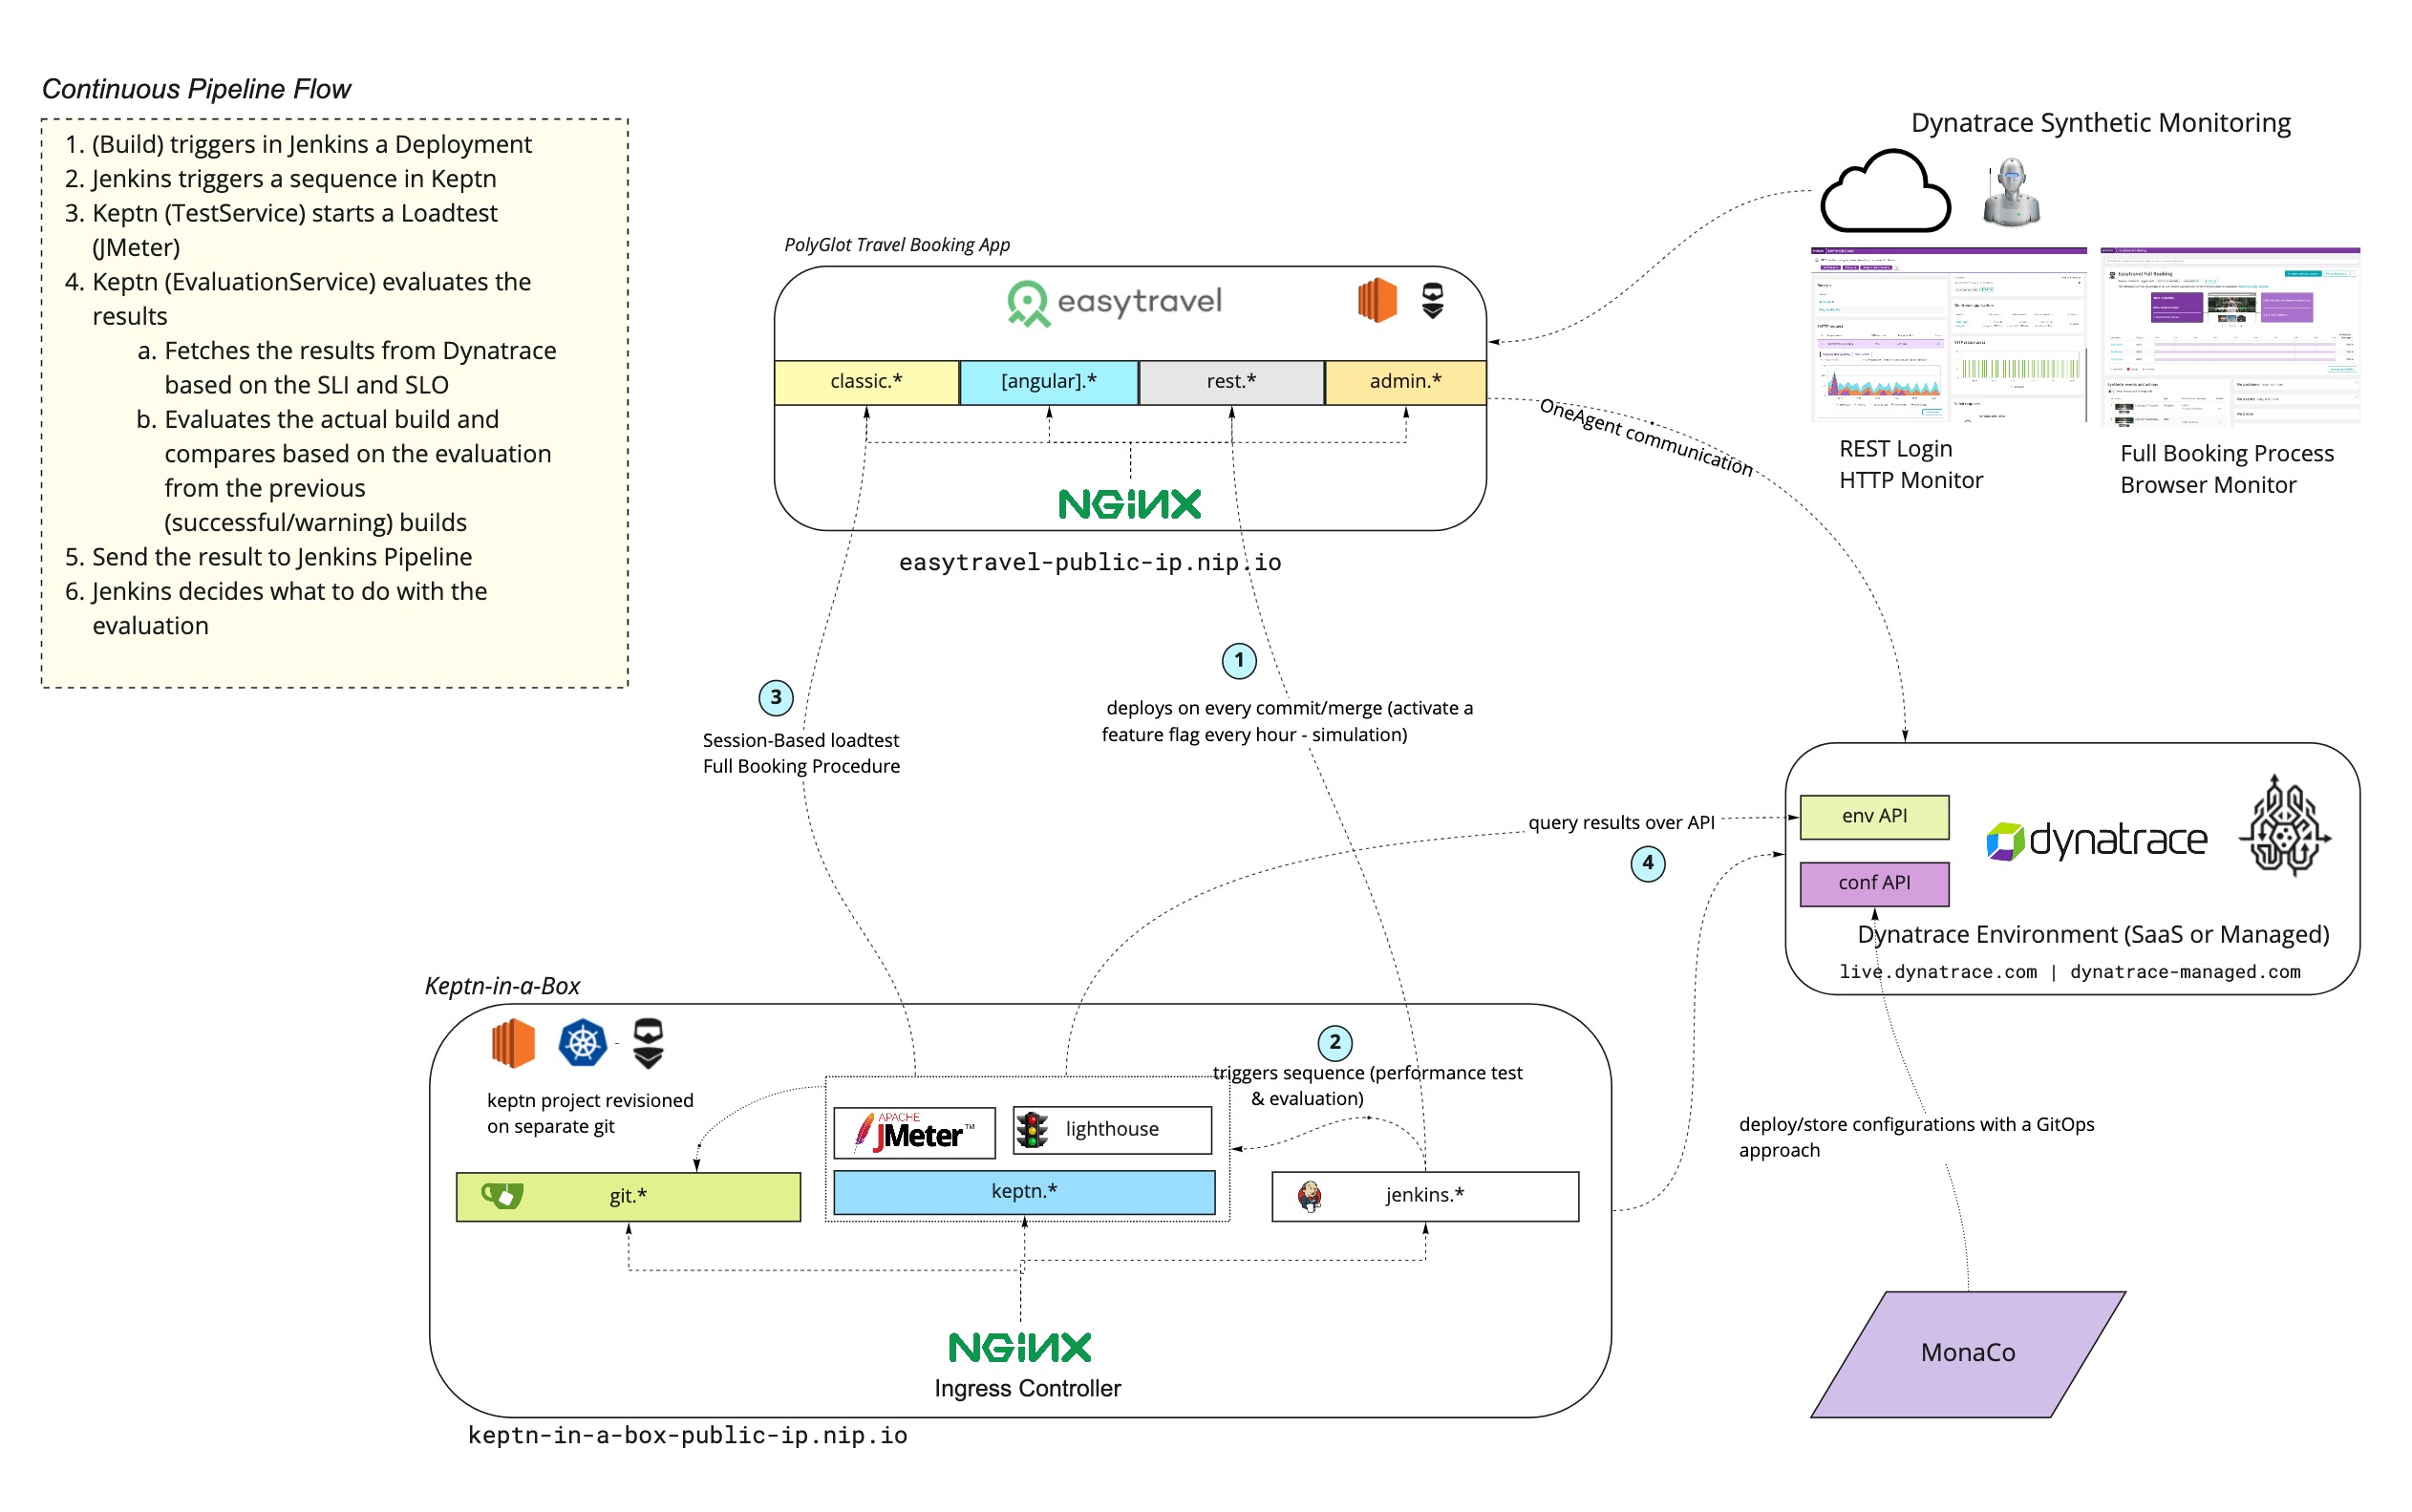 Continuous Pipeline Flow
1. (Build) triggers in Jenkins a Deployment
2. Jenkins triggers a sequence in Keptn
3. Keptn (TestService) starts a Loadtest
(JMeter)
4. Keptn (EvaluationService) evaluates the
results
a. Fetches the results from Dynatrace
based on the SLI and SLO
b. Evaluates the actual build and
compares based on the evaluation
from the previous
(successful/warning) builds
5. Send the result to Jenkins Pipeline
6. Jenkins decides what to do with the
evaluation
Dynatrace Synthetic Monitoring
REST Login
HTTP Monitor
Easytravel Full Booking
Full Booking Process
Browser Monitor
PolyGlot Travel Booking App
easytravel
classic.*
[angular].*
rest.*
admin.*
NGINX
easytravel-public-ip.nip.io
OneAgent communication
1
deploys on every commit/merge (activate a
feature flag every hour - simulation)
3
Session-Based loadtest
Full Booking Procedure
query results over API
4
env API
conf API
dynatrace
Dynatrace Environment (SaaS or Managed)
live.dynatrace.com | dynatrace-managed.com
Keptn-in-a-Box
keptn project revisioned
on separate git
2
triggers sequence (performance test
& evaluation)
APACHE
JMeter™
lighthouse
git.*
keptn.*
jenkins.*
NGINX
Ingress Controller
keptn-in-a-box-public-ip.nip.io
deploy/store configurations with a GitOps
approach
MonaCo